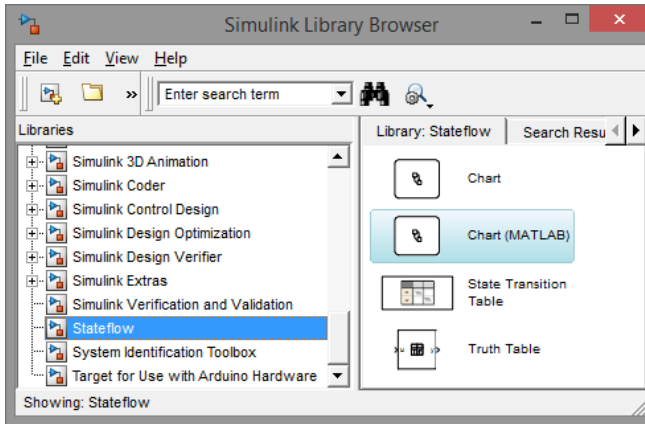 Simulink Library Browser
File Edit View Help
» Enter search term
Libraries
Simulink 3D Animation
Simulink Coder
Simulink Control Design
Simulink Design Optimization
Simulink Design Verifier
Simulink Extras
Simulink Verification and Validation
Stateflow
System Identification Toolbox
Target for Use with Arduino Hardware
Library: Stateflow Search Resu
Chart
Chart (MATLAB)
State Transition
Table
Truth Table
Showing: Stateflow